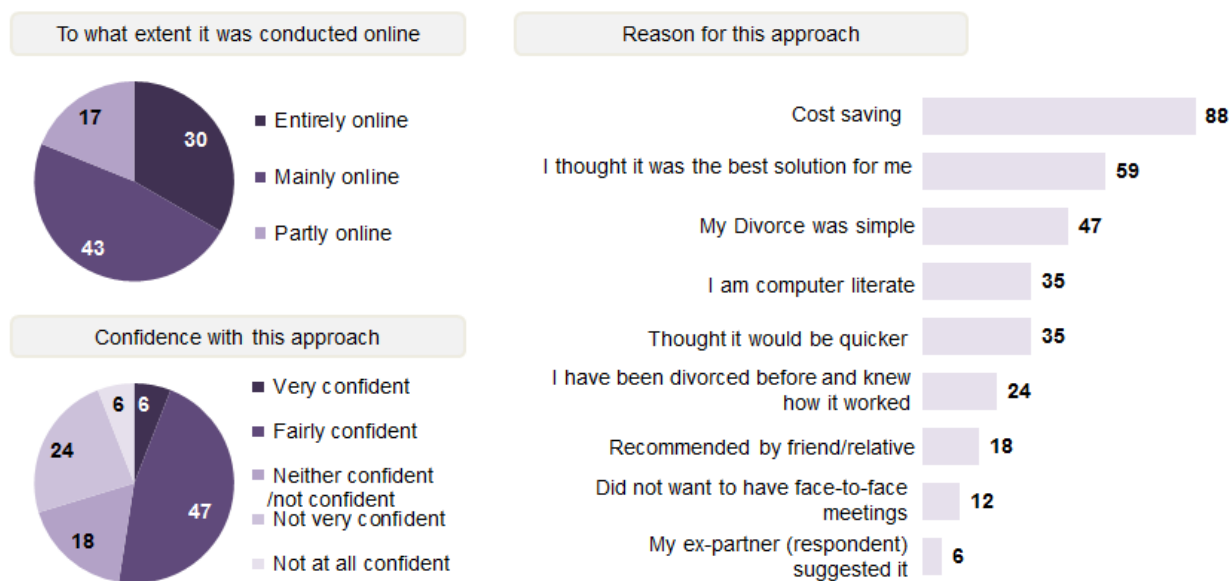 To what extent it was conducted online
17
30
43
Entirely online
Mainly online
Partly online
Confidence with this approach
6
6
24
47
18
Very confident
Fairly confident
Neither confident
/not confident
Not very confident
Not at all confident
Reason for this approach
Cost saving
88
I thought it was the best solution for me
59
My Divorce was simple
47
I am computer literate
35
Thought it would be quicker
35
I have been divorced before and knew
how it worked
24
Recommended by friend/relative
18
Did not want to have face-to-face
meetings
12
My ex-partner (respondent)
suggested it
6